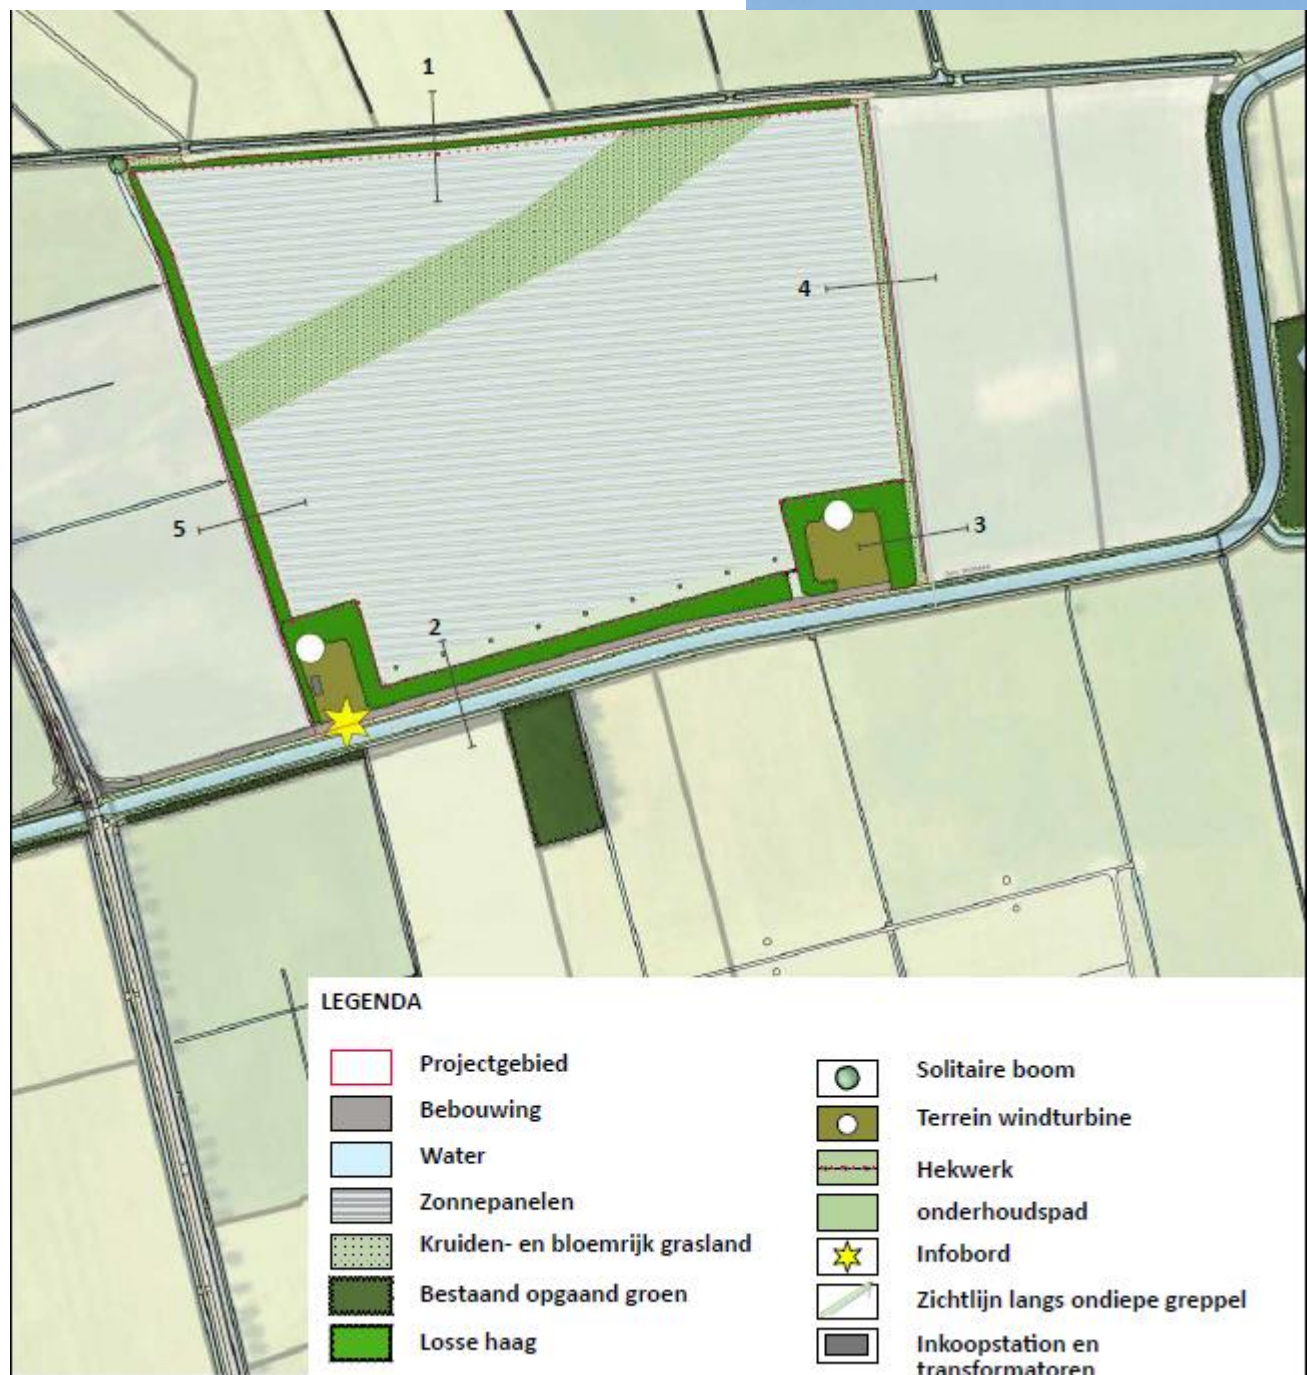 1
4
3
5
2
LEGENDA
Projectgebied
Bebouwing
Water
Zonnepanelen
Kruiden- en bloemrijk grasland
Bestaand opgaand groen
Losse haag
Solitaire boom
Terrein windturbine
Hekwerk
onderhoudspad
Infobord
Zichtlijn langs ondiepe greppel
Inkoopstation en
transformatoren